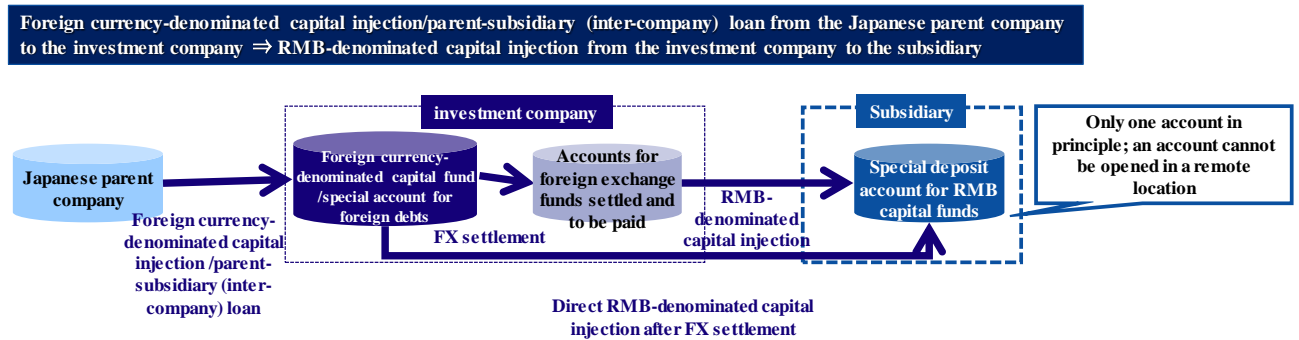 Foreign currency-denominated capital injection/parent-subsidiary (inter-company) loan from the Japanese parent company
to the investment company ⇒ RMB-denominated capital injection from the investment company to the subsidiary
investment company
Subsidiary
Only one account in
principle; an account cannot
be opened in a remote
location
Japanese parent
company
Foreign currency-
denominated capital fund
/special account for
foreign debts
Accounts for
foreign exchange
funds settled and
to be paid
Special deposit
account for RMB
capital funds
Foreign currency-
denominated capital
injection /parent-
subsidiary (inter-
company) loan
FX settlement
RMB-
denominated
capital injection
Direct RMB-denominated capital
injection after FX settlement